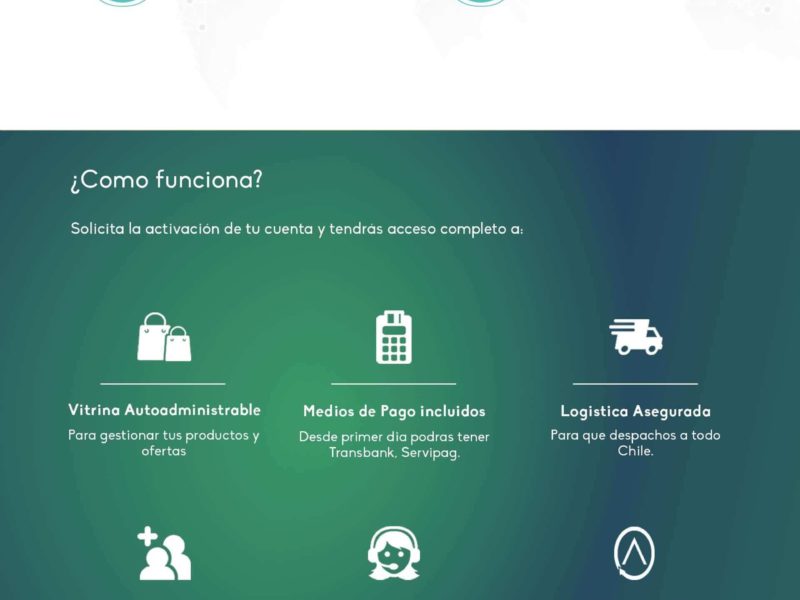 ¿Como funciona?
Solicita la activación de tu cuenta y tendrás acceso completo a:
Vitrina Autoadministrable
Para gestionar tus productos y
ofertas
Medios de Pago incluidos
Desde primer dia podras tener
Transbank, Servipag.
Logistica Asegurada
Para que despachos a todo
Chile.